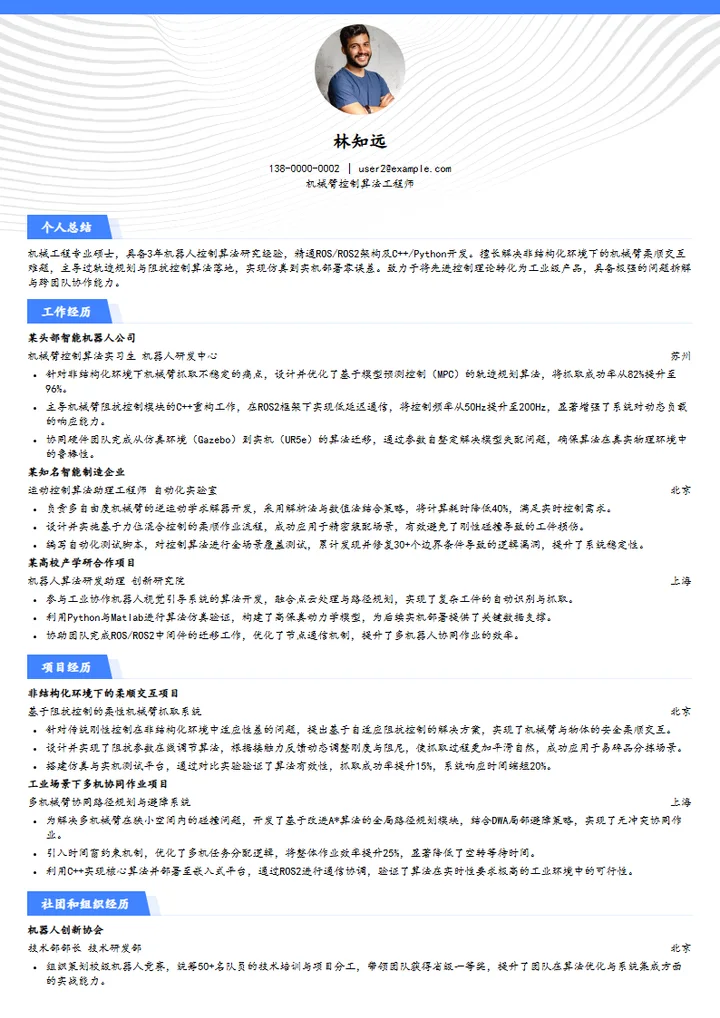 林知远
138-0000-0002 | user2@example.com
机械臂控制算法工程师
个人总结
机械工程专业硕士，具备3年机器人控制算法研究经验，精通ROS/ROS2架构及C++/Python开发。擅长解决非结构化环境下的机械臂柔顺交互
难题，主导过轨迹规划与阻抗控制算法落地，实现仿真到实机部署零误差。致力于将先进控制理论转化为工业级产品，具备极强的问题拆解
与跨团队协作能力。
工作经历
某头部智能机器人公司
机械臂控制算法实习生 机器人研发中心 苏州
• 针对非结构化环境下机械臂抓取不稳定的痛点，设计并优化了基于模型预测控制（MPC）的轨迹规划算法，将抓取成功率从82%提升至
96%。
• 主导机械臂阻抗控制模块的C++重构工作，在ROS2框架下实现低延迟通信，将控制频率从50Hz提升至200Hz，显著增强了系统对动态负载
的响应能力。
• 协同硬件团队完成从仿真环境（Gazebo）到实机（UR5e）的算法迁移，通过参数自整定解决模型失配问题，确保算法在真实物理环境中
的鲁棒性。
某知名智能制造企业
运动控制算法助理工程师 自动化实验室 北京
• 负责多自由度机械臂的逆运动学求解器开发，采用解析法与数值法结合策略，将计算耗时降低40%，满足实时控制需求。
• 设计并实施基于力位混合控制的柔顺作业流程，成功应用于精密装配场景，有效避免了刚性碰撞导致的工件损伤。
• 编写自动化测试脚本，对控制算法进行全场景覆盖测试，累计发现并修复30+个边界条件导致的逻辑漏洞，提升了系统稳定性。
某高校产学研合作项目
机器人算法研发助理 创新研究院 上海
• 参与工业协作机器人视觉引导系统的算法开发，融合点云处理与路径规划，实现了复杂工件的自动识别与抓取。
• 利用Python与Matlab进行算法仿真验证，构建了高保真动力学模型，为后续实机部署提供了关键数据支撑。
• 协助团队完成ROS/ROS2中间件的迁移工作，优化了节点通信机制，提升了多机器人协同作业的效率。
项目经历
非结构化环境下的柔顺交互项目
基于阻抗控制的柔性机械臂抓取系统 北京
• 针对传统刚性控制在非结构化环境中适应性差的问题，提出基于自适应阻抗控制的解决方案，实现了机械臂与物体的安全柔顺交互。
• 设计并实现了阻抗参数在线调节算法，根据接触力反馈动态调整刚度与阻尼，使抓取过程更加平滑自然，成功应用于易碎品分拣场景。
• 搭建仿真与实机测试平台，通过对比实验验证了算法有效性，抓取成功率提升15%，系统响应时间缩短20%。
工业场景下多机协同作业项目
多机械臂协同路径规划与避障系统 上海
• 为解决多机械臂在狭小空间内的碰撞问题，开发了基于改进A*算法的全局路径规划模块，结合DWA局部避障策略，实现了无冲突协同作
业。
• 引入时间窗约束机制，优化了多机任务分配逻辑，将整体作业效率提升25%，显著降低了空转等待时间。
• 利用C++实现核心算法并部署至嵌入式平台，通过ROS2进行通信协调，验证了算法在实时性要求极高的工业环境中的可行性。
社团和组织经历
机器人创新协会
技术部部长 技术研发部 北京
• 组织策划校级机器人竞赛，统筹50+名队员的技术培训与项目分工，带领团队获得省级一等奖，提升了团队在算法优化与系统集成方面
的实战能力。